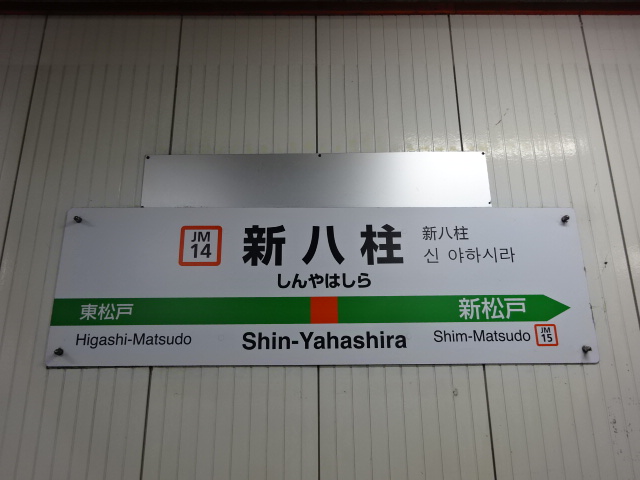 JM
14
新八柱
新八柱
신 야하시라
しんやはしら
東松戸
新松戸
Higashi-Matsudo
Shin-Yahashira
Shim-Matsudo
JM
15